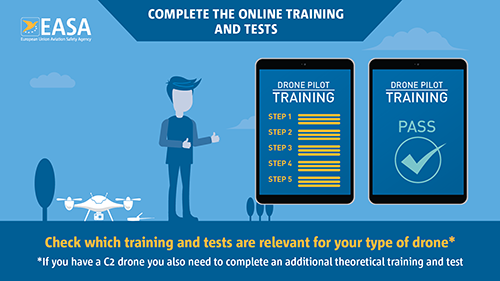 EASA
European Union Aviation Safety Agency
COMPLETE THE ONLINE TRAINING
AND TESTS
DRONE PILOT
TRAINING
STEP 1
STEP 2
STEP 3
STEP 4
STEP 5
DRONE PILOT
TRAINING
PASS
Check which training and tests are relevant for your type of drone*
*If you have a C2 drone you also need to complete an additional theoretical training and test